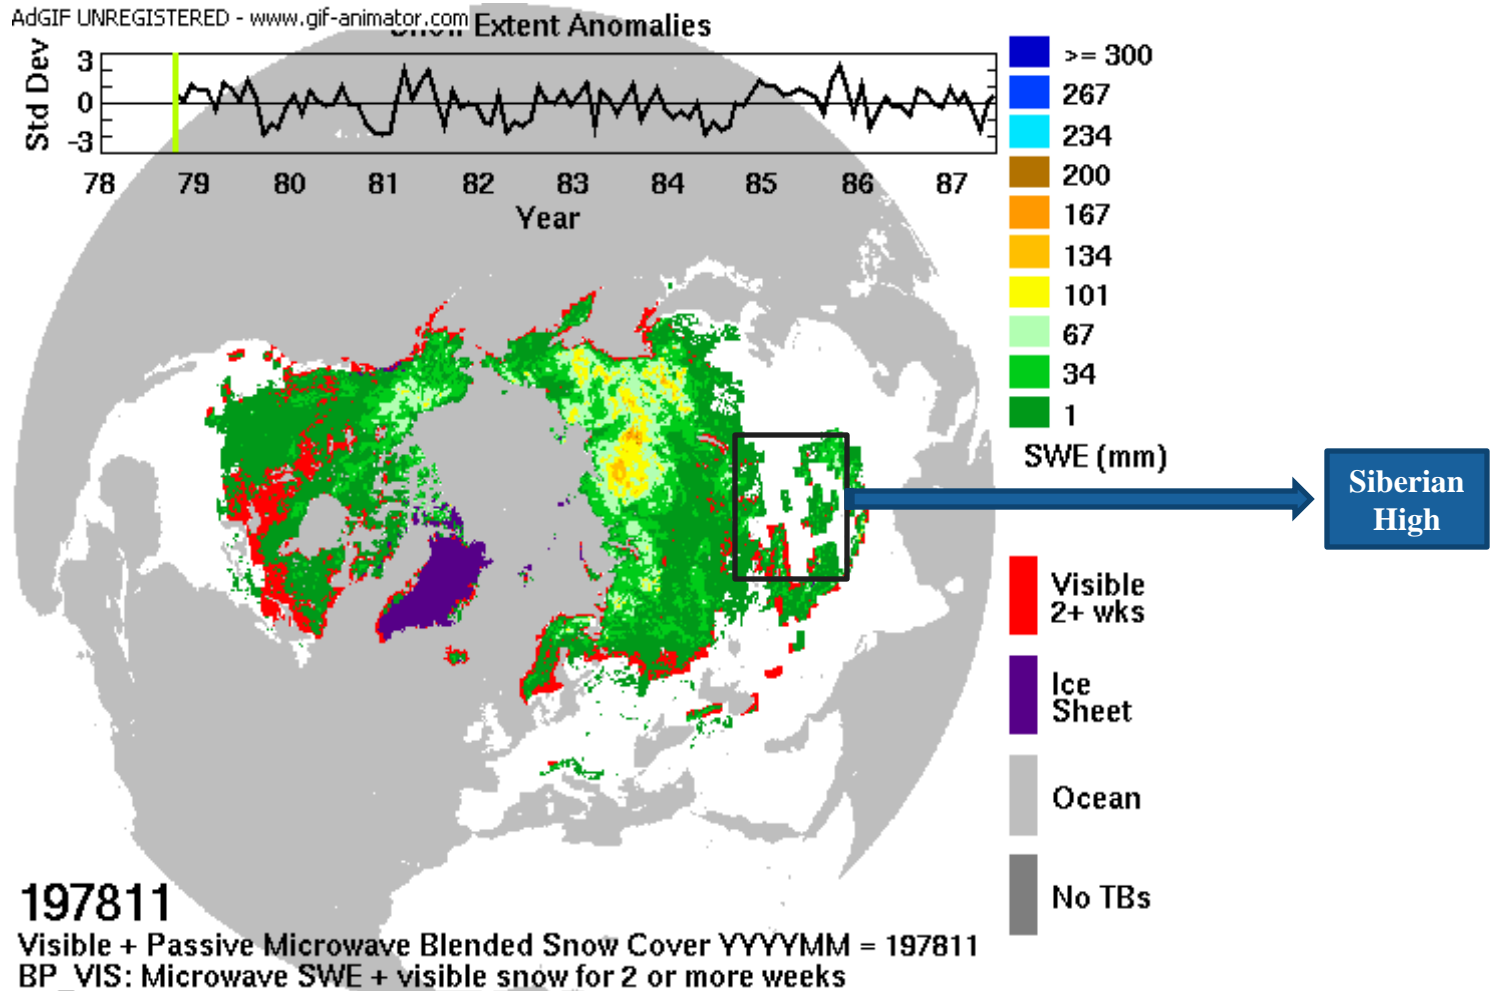 AdGIF UNREGISTERED - www.gif-animator.com
Extent Anomalies
Std Dev
3
0
-3
78 79 80 81 82 83 84 85 86 87
Year
>= 300
267
234
200
167
134
101
67
34
1
SWE (mm)
Siberian
High
Visible
2+ wks
Ice
Sheet
Ocean
No TBs
197811
Visible + Passive Microwave Blended Snow Cover YYYYMM = 197811
BP_VIS: Microwave SWE + visible snow for 2 or more weeks